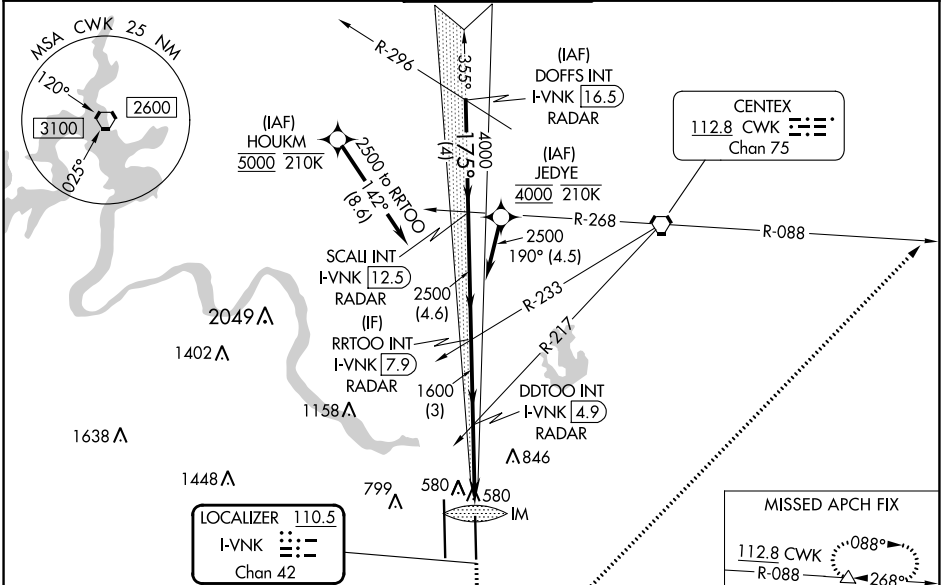 MSA CWK 25 NM
120°
2600
3100
025°
R-296
355°
(IAF)
DOFFS INT
I-VNK 16.5
RADAR
CENTEX
112.8 CWK
Chan 75
(IAF)
HOUKM
5000 210K
2500 to RRTOO
142°
(8.6)
4000
175°
(4)
(IAF)
JEDYE
4000 210K
R-268
R-088
2500
190° (4.5)
SCALI INT
I-VNK 12.5
RADAR
2500
(4.6)
R-233
R-217
2049
(IF)
RRTOO INT
I-VNK 7.9
RADAR
1402
1600
(3)
DDTOO INT
I-VNK 4.9
RADAR
1158
1638
846
1448
799
580
580
IM
LOCALIZER 110.5
I-VNK
Chan 42
MISSED APCH FIX
112.8 CWK
088°
R-088
268°